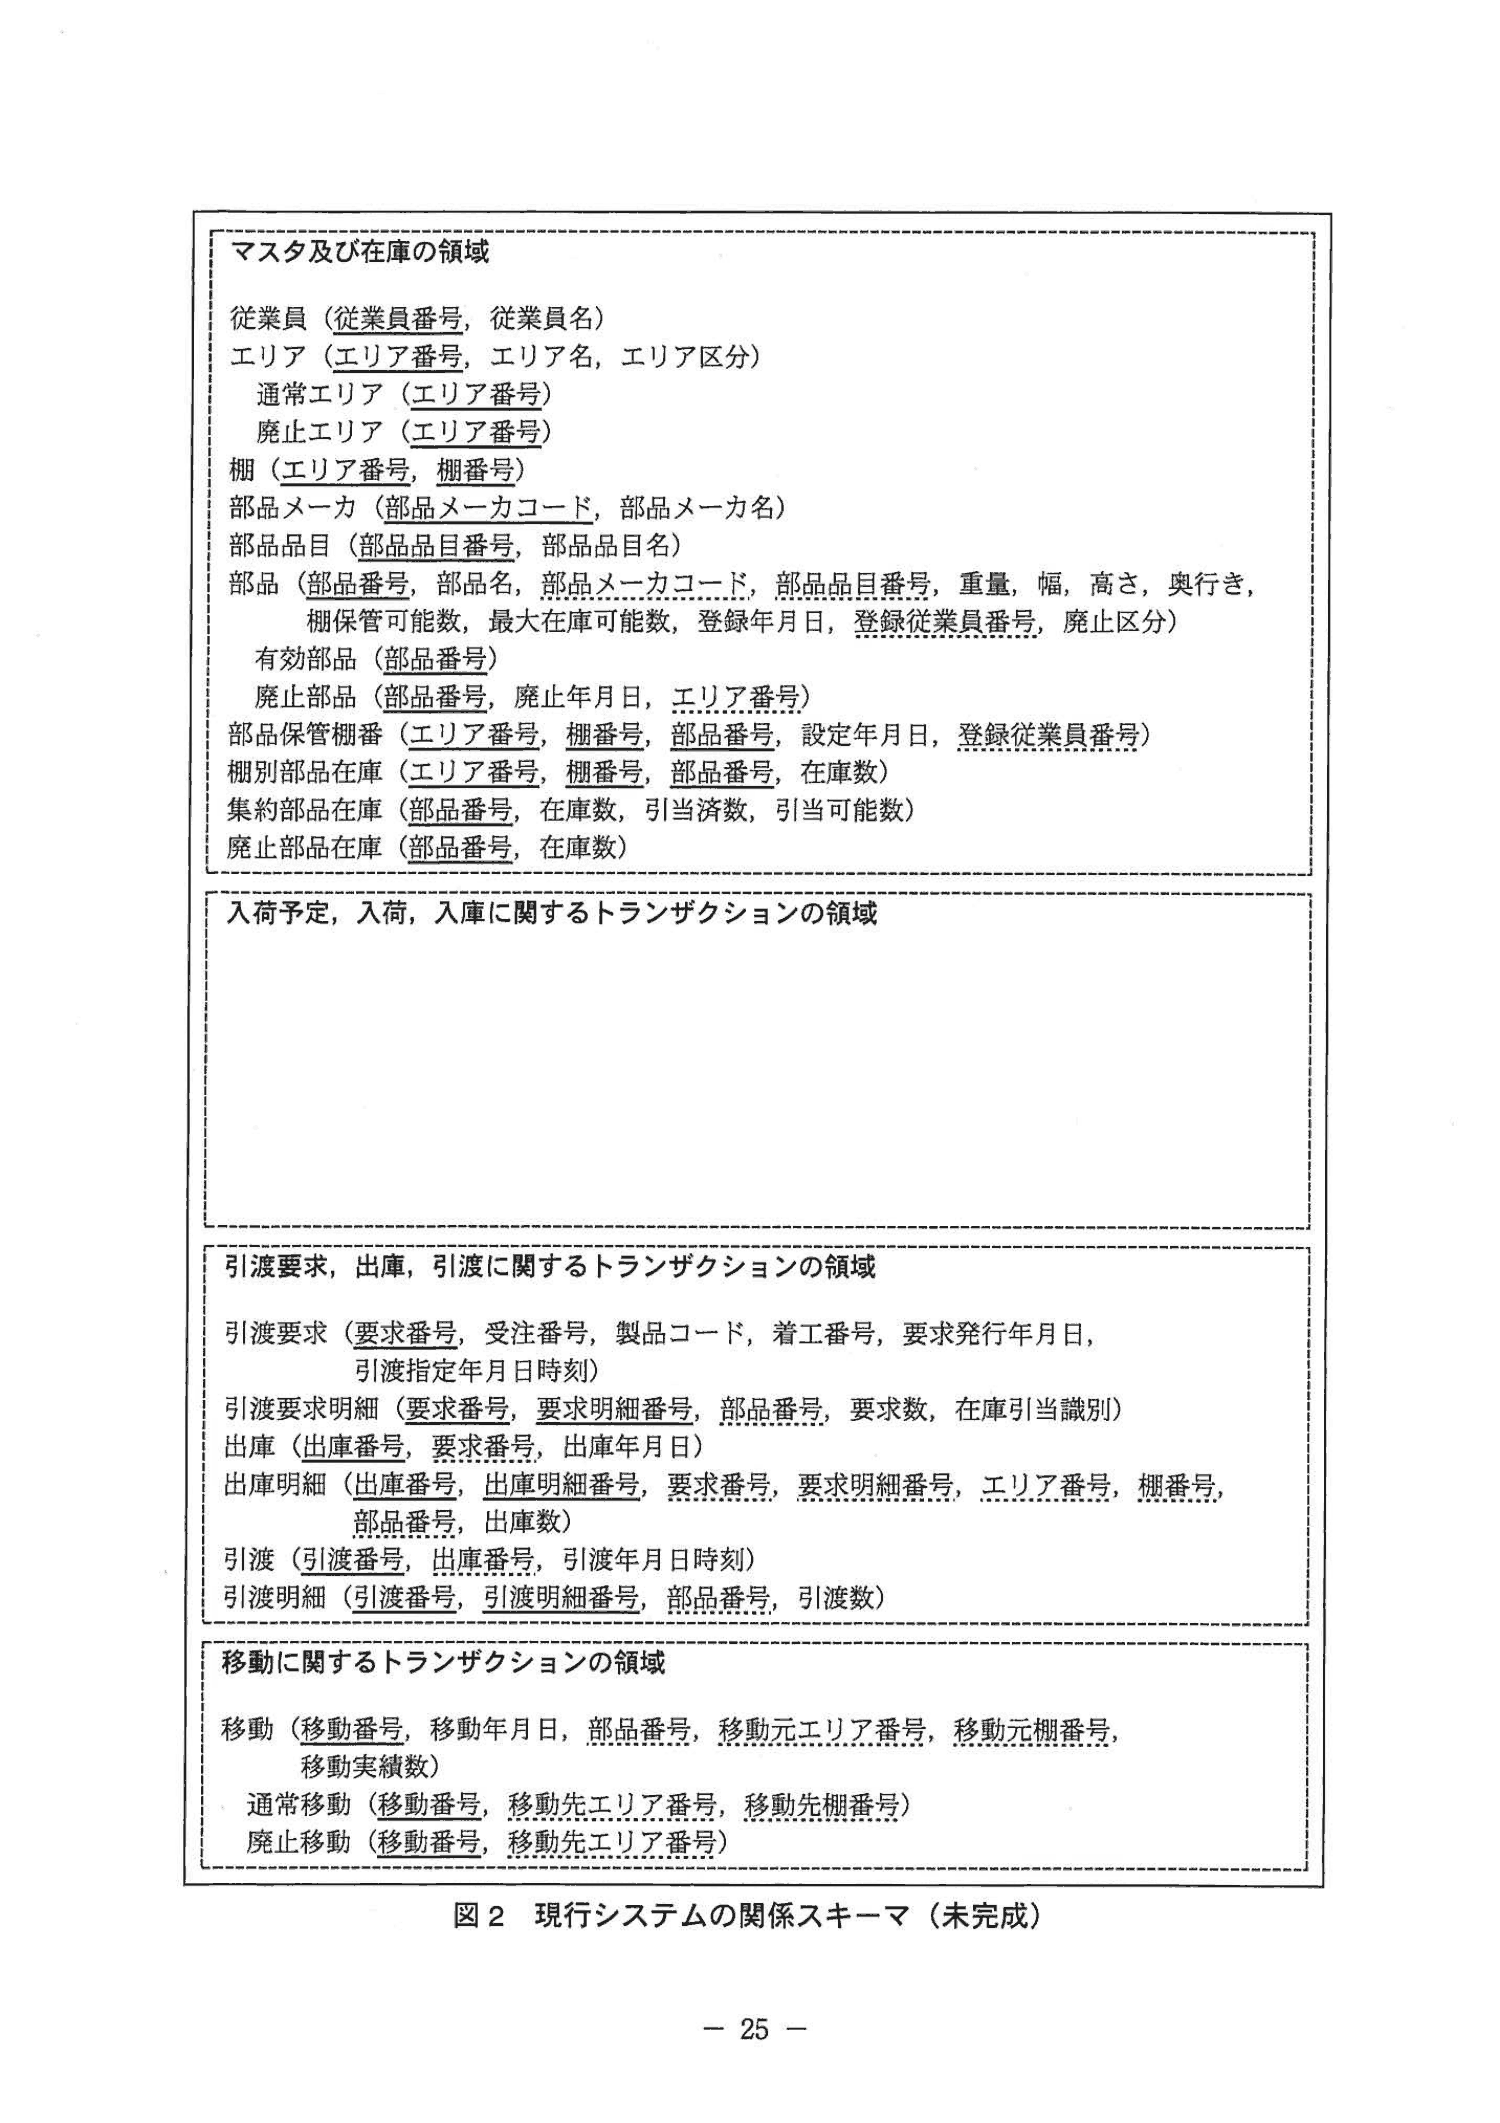 マスタ及び在庫の領域
従業員（従業員番号，従業員名）
エリア（エリア番号，エリア名，エリア区分）
通常エリア（エリア番号）
廃止エリア（エリア番号）
棚（エリア番号，棚番号）
部品メーカ（部品メーカコード，部品メーカ名）
部品品目（部品品目番号，部品品目名）
部品（部品番号，部品名，部品メーカコード，部品品目番号，重量，幅，高さ，奥行き，
棚保管可能数，最大在庫可能数，登録年月日，登録従業員番号，廃止区分）
有効部品（部品番号）
廃止部品（部品番号，廃止年月日，エリア番号）
部品保管棚番（エリア番号，棚番号，部品番号，設定年月日，登録従業員番号）
棚別部品在庫（エリア番号，棚番号，部品番号，在庫数）
集約部品在庫（部品番号，在庫数，引当済数，引当可能数）
廃止部品在庫（部品番号，在庫数）
入荷予定，入荷，入庫に関するトランザクションの領域
引渡要求，出庫，引渡に関するトランザクションの領域
引渡要求（要求番号，受注番号，製品コード，着工番号，要求発行年月日，
引渡指定年月日時刻）
引渡要求明細（要求番号，要求明細番号，部品番号，要求数，在庫引当識別）
出庫（出庫番号，要求番号，出庫年月日）
出庫明細（出庫番号，出庫明細番号，要求番号，要求明細番号，エリア番号，棚番号，
部品番号，出庫数）
引渡（引渡番号，出庫番号，引渡年月日時刻）
引渡明細（引渡番号，引渡明細番号，部品番号，引渡数）
移動に関するトランザクションの領域
移動（移動番号，移動年月日，部品番号，移動元エリア番号，移動元棚番号，
移動実績数）
通常移動（移動番号，移動先エリア番号，移動先棚番号）
廃止移動（移動番号，移動先エリア番号）
図2　現行システムの関係スキーマ（未完成）
－ 25 －